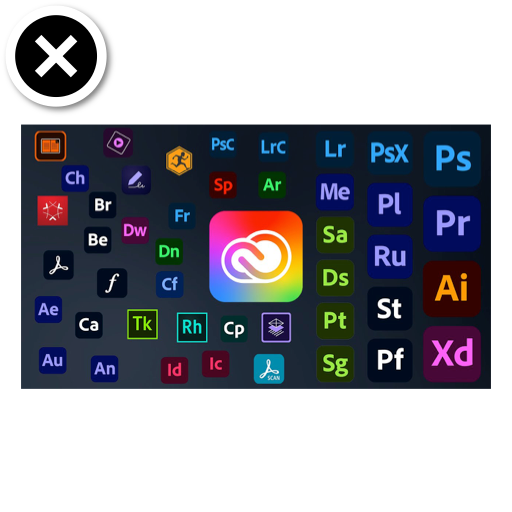 PsC LrC Lr PsX Ps
Ch Sp Ar Me Pl Pr
Br Fr Sa
Be Dw Dn Ru
f Cf Ds Ai
Ae St
Ca Tk Rh Cp Pt
Au An Id Ic Sg Pf Xd
SCAN